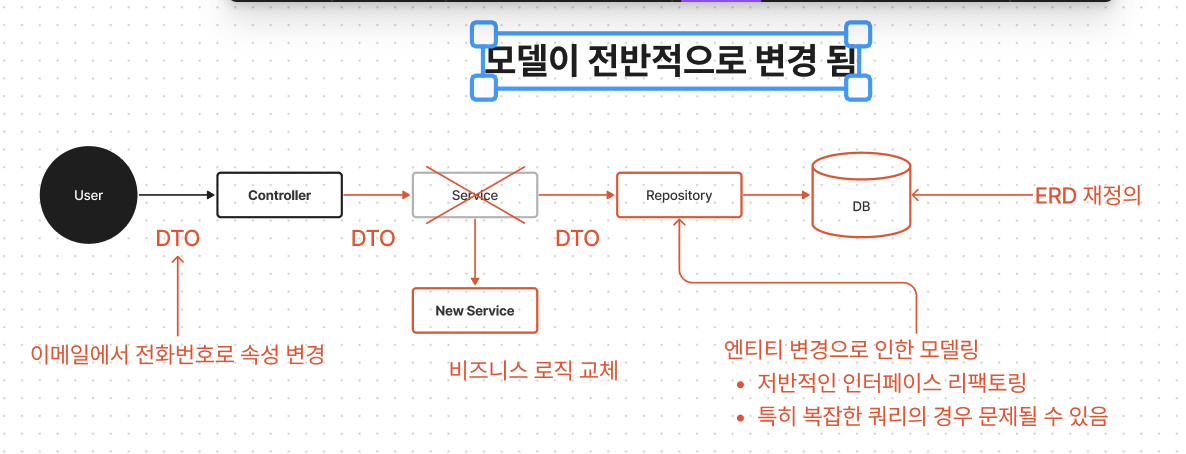 모델이 전반적으로 변경 됨
User
Controller
Service
Repository
DB
ERD 재정의
DTO
DTO
DTO
New Service
이메일에서 전화번호로 속성 변경
비즈니스 로직 교체
엔티티 변경으로 인한 모델링
• 저반적인 인터페이스 리팩토링
• 특히 복잡한 쿼리의 경우 문제될 수 있음